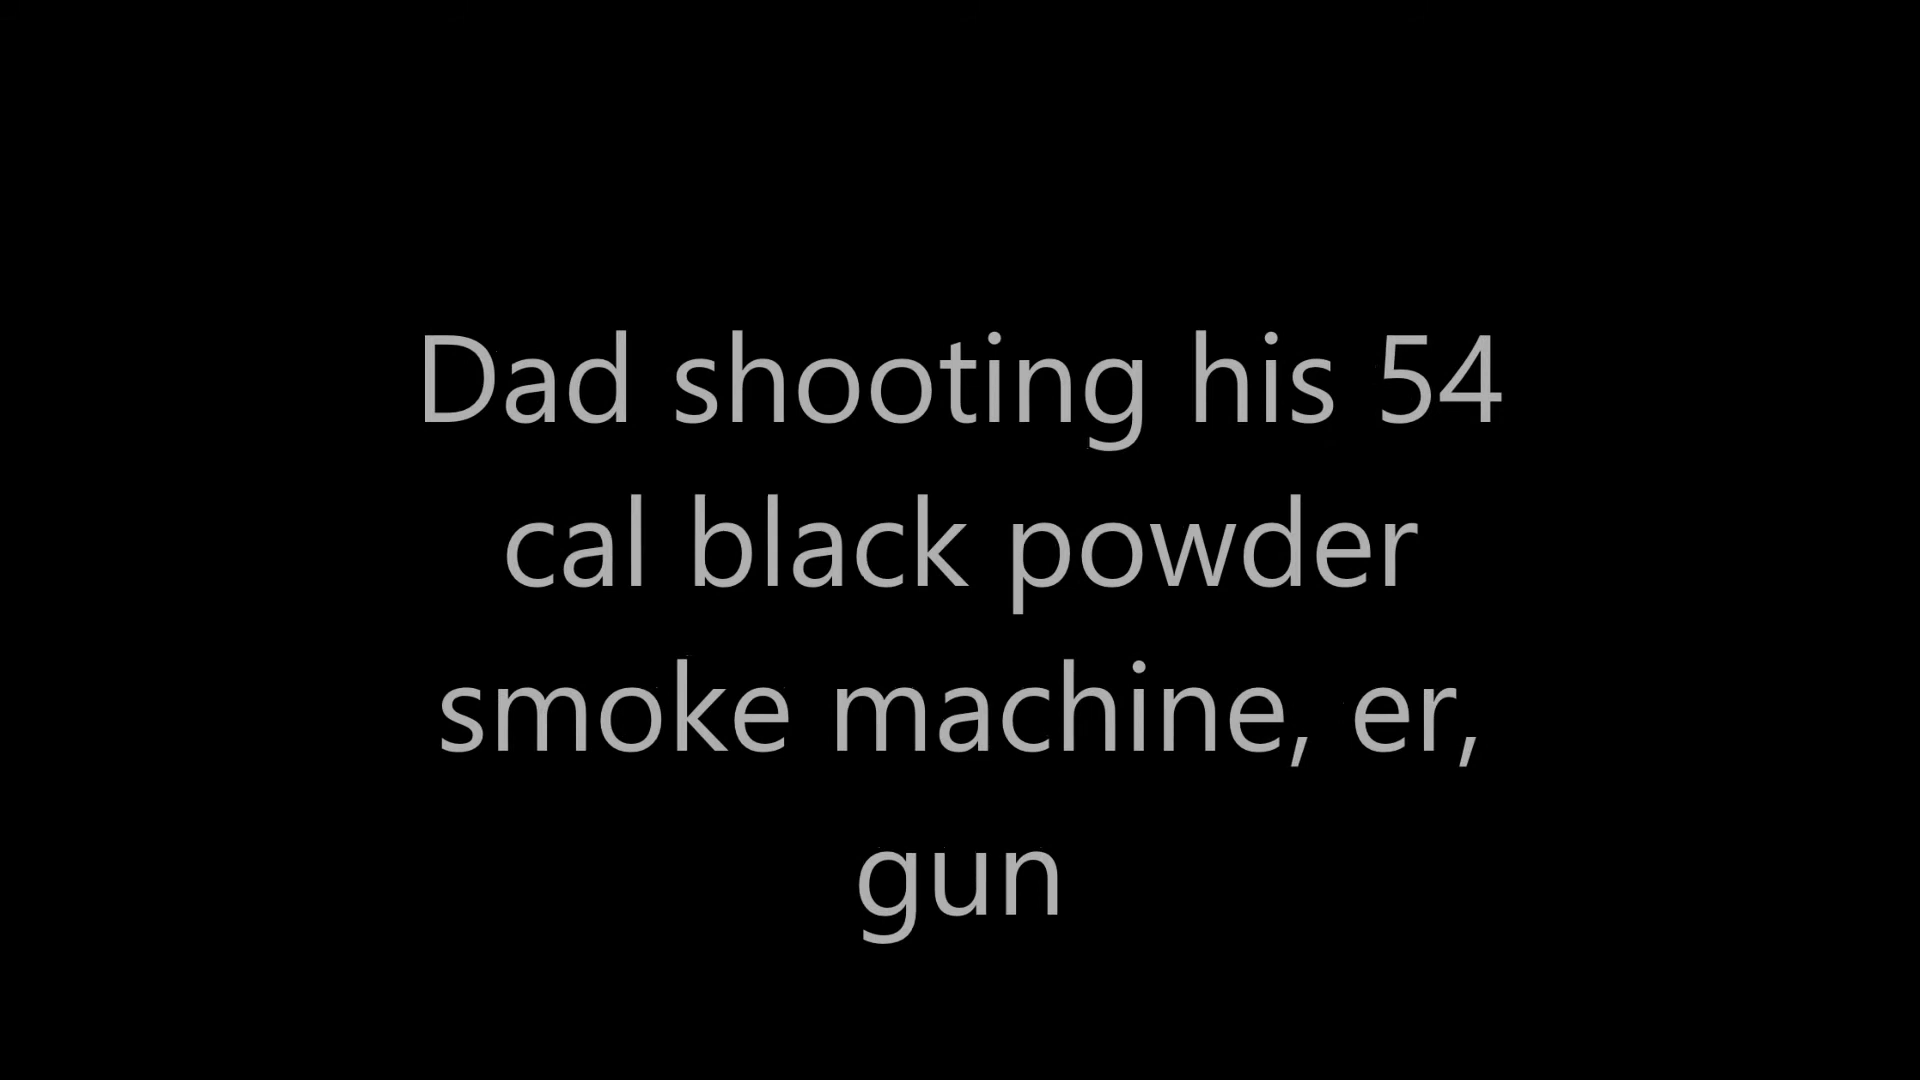 Dad shooting his 54
cal black powder
smoke machine, er,
gun